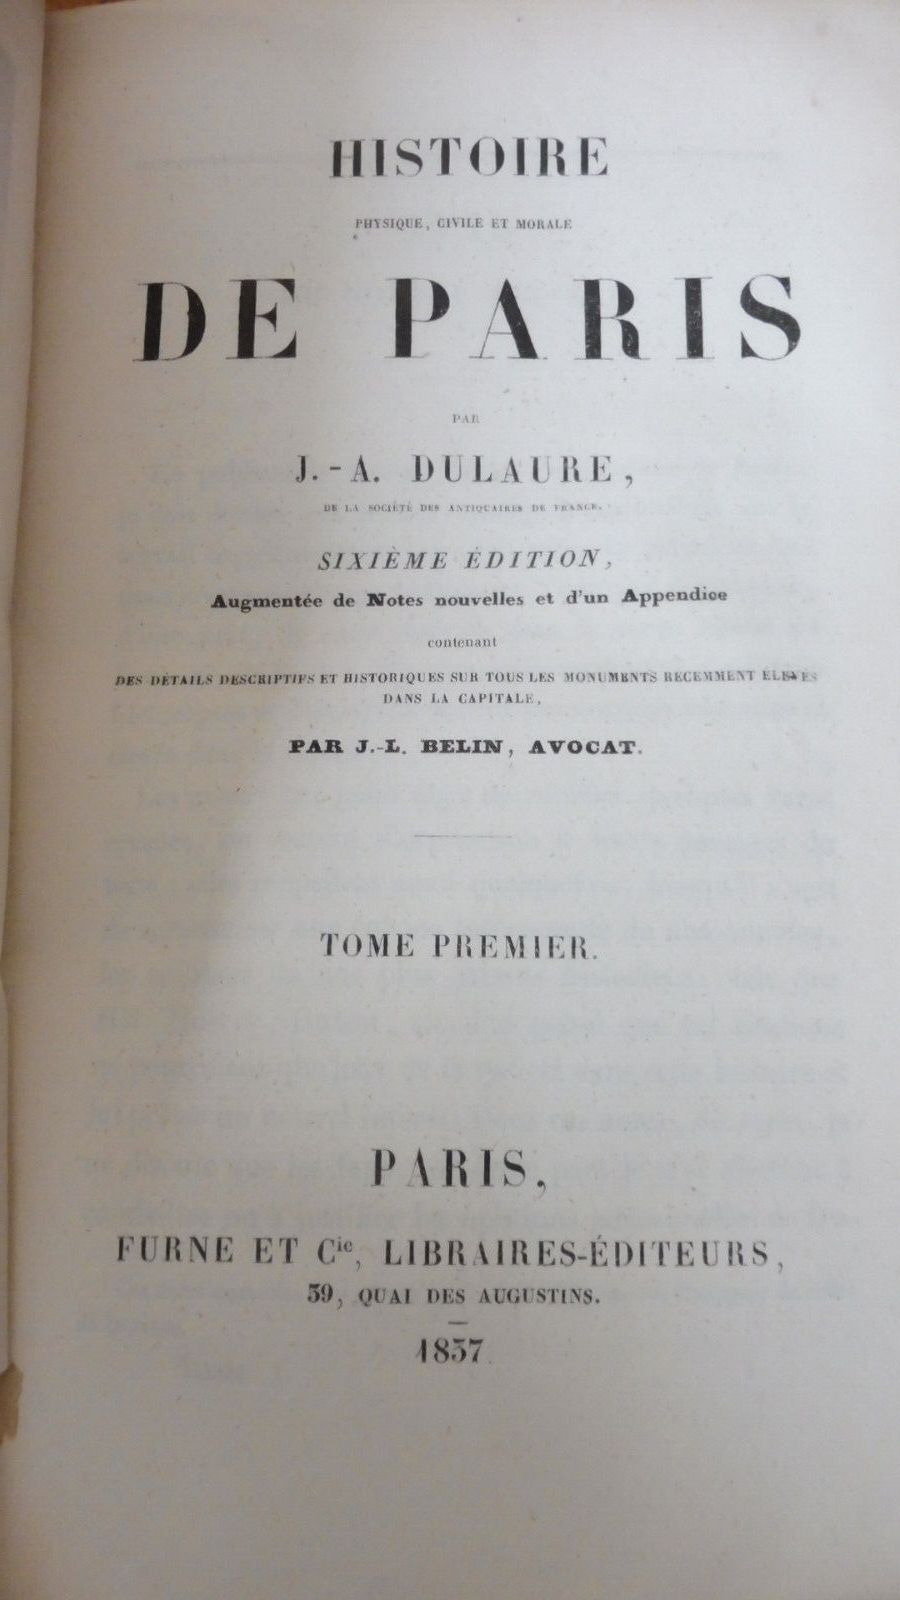 HISTOIRE
PHYSIQUE, CIVILE ET MORALE
DE PARIS
PAR
J.-A. DULAURE,
DE LA SOCIÉTÉ DES ANTIQUAIRES DE FRANCE.
SIXIÈME ÉDITION,
Augmentée de Notes nouvelles et d'un Appendice
contenant
DES DÉTAILS DESCRIPTIFS ET HISTORIQUES SUR TOUS LES MONUMENTS RÉCEMMENT ÉLEVÉS
DANS LA CAPITALE,
PAR J.-L. BELIN, AVOCAT.
TOME PREMIER.
PARIS,
FURNE ET Cie, LIBRAIRES-ÉDITEURS,
39, QUAI DES AUGUSTINS.
1837